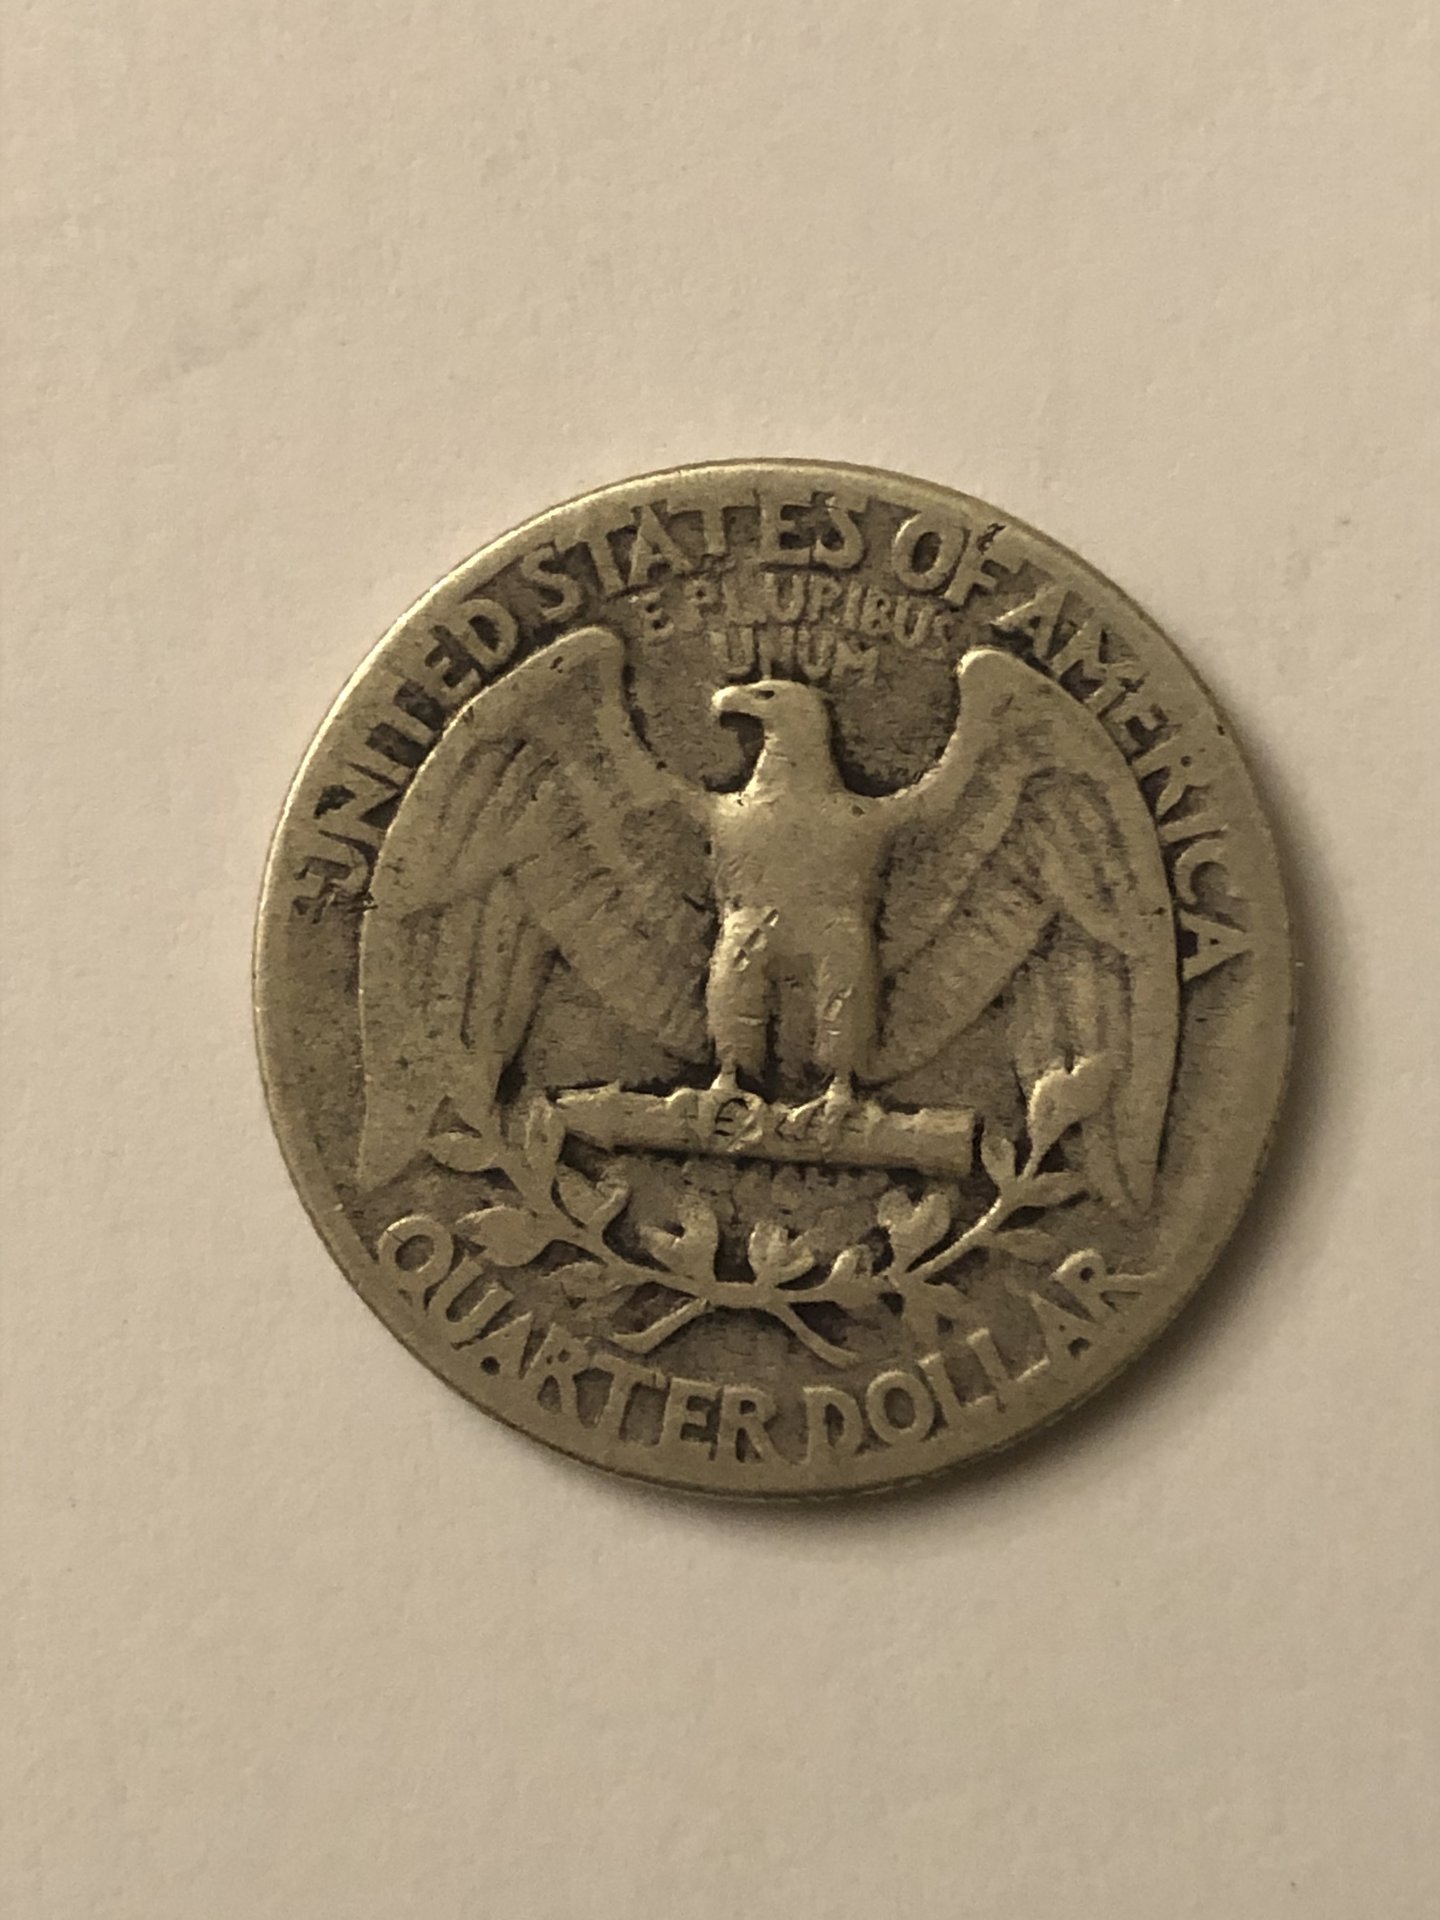 UNITED STATES OF AMERICA
E PLURIBUS
UNUM
QUARTER DOLLAR